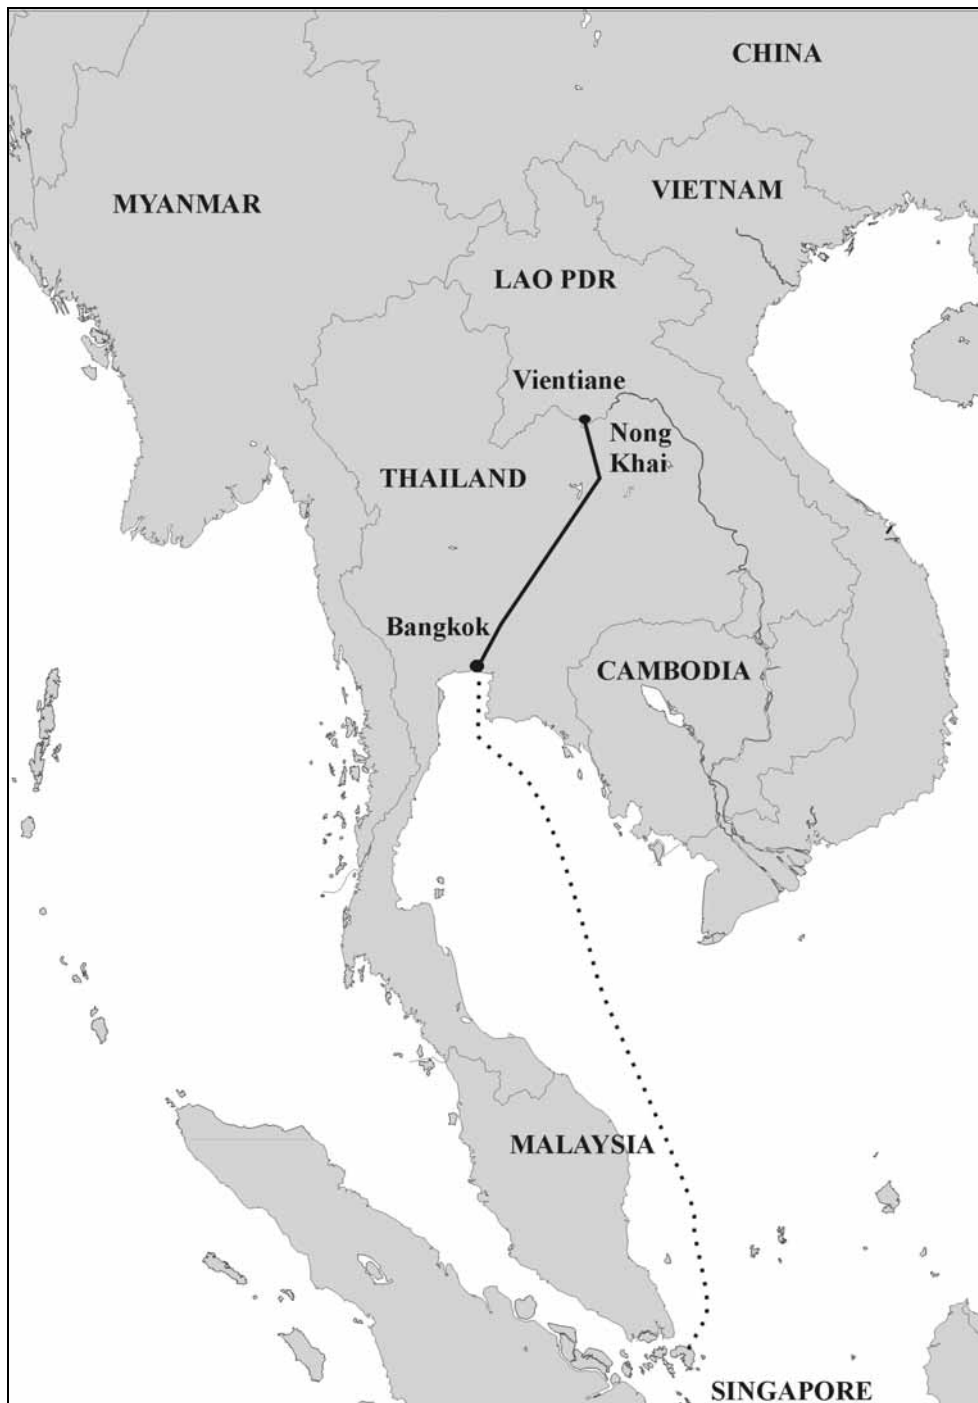 CHINA
VIETNAM
MYANMAR
LAO PDR
Vientiane
Nong
Khai
THAILAND
Bangkok
CAMBODIA
MALAYSIA
SINGAPORE